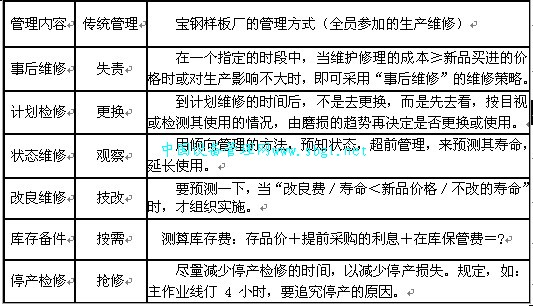 管理内容 传统管理 宝钢样板厂的管理方式（全员参加的生产维修）
事后维修 失责 在一个指定的时段中，当维护修理的成本≥新品买进的价
格时或对生产影响不大时，即可采用“事后维修”的维修策略。
计划检修 更换 到计划维修的时间后，不是去更换，而是先去看，按目视
或检测其使用的情况，由磨损的趋势再决定是否更换或使用。
状态维修 观察 用倾向管理的方法，预知状态，超前管理，来预测其寿命，
延长使用。
改良维修 技改 要预测一下，当“改良费／寿命＜新品价格／不改的寿命”
时，才组织实施。
库存备件 按需 测算库存费：存品价＋提前采购的利息＋在库保管费＝?
停产检修 抢修 尽量减少停产检修的时间，以减少停产损失。规定，如：
主作业线仃 4 小时，要追究停产的原因。